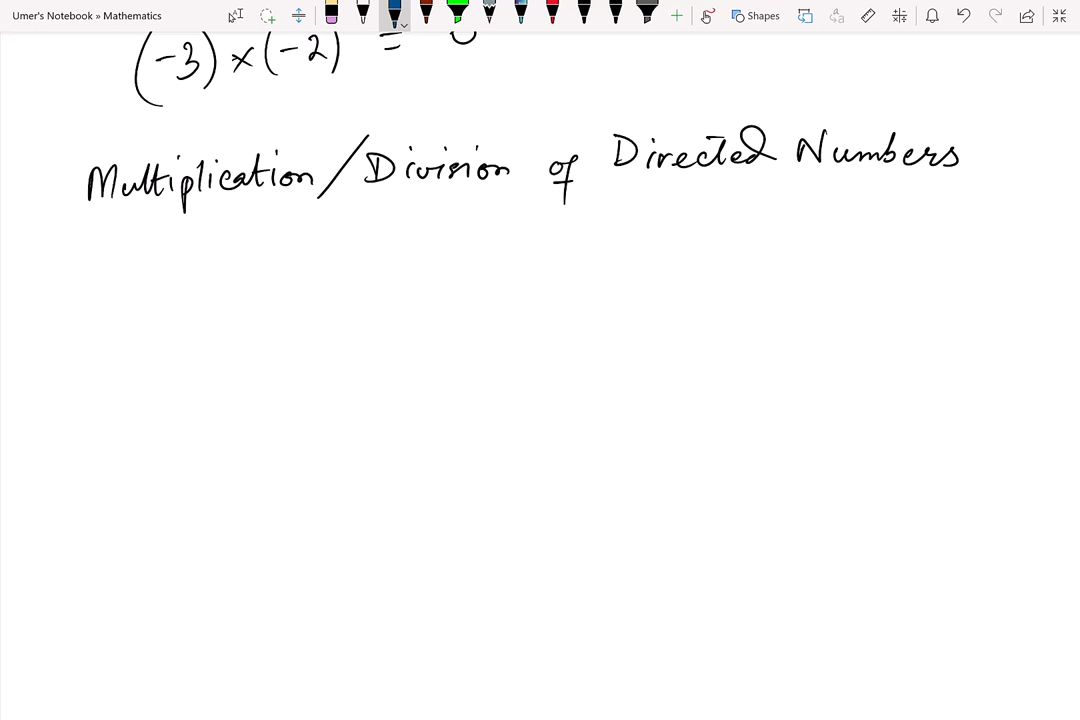 Umer's Notebook » Mathematics
Shapes
(-3) × (-2) =
Multiplication/Division of Directed Numbers